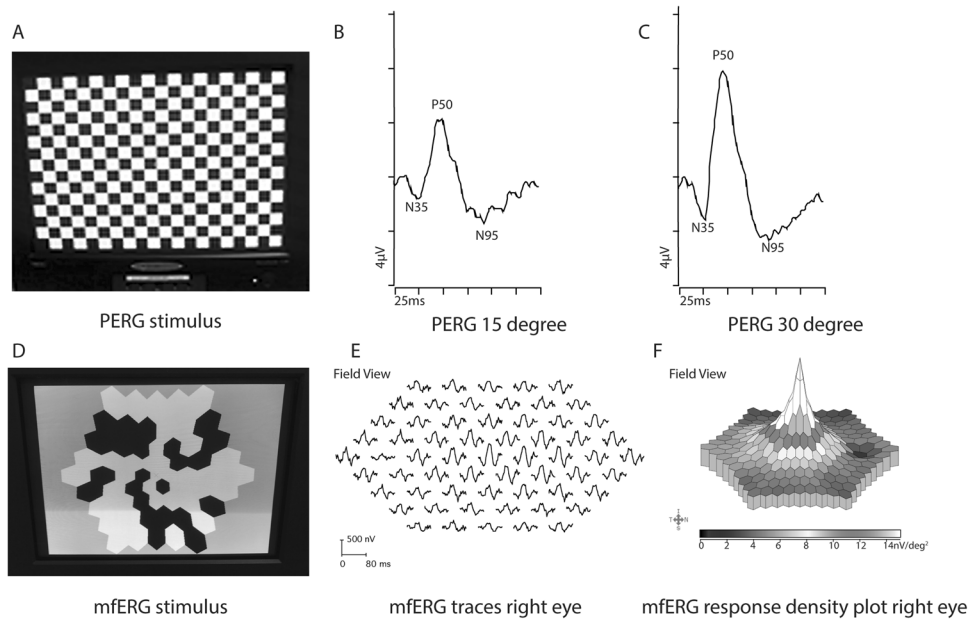 A
B
C
P50
N35
N95
4μV
25ms
P50
N35
N95
4μV
25ms
PERG stimulus
PERG 15 degree
PERG 30 degree
D
E
F
Field View
Field View
500 nV
0 80 ms
T N
S
0 2 4 6 8 10 12 14nV/deg²
mfERG stimulus
mfERG traces right eye
mfERG response density plot right eye